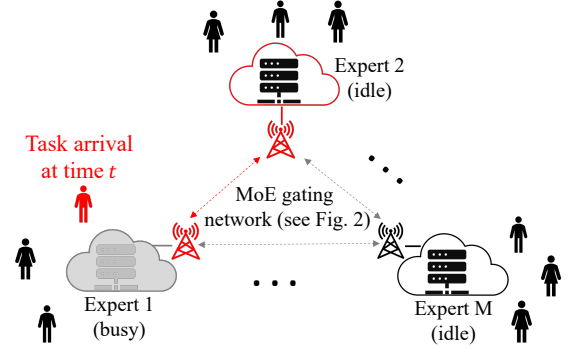 Expert 2
(idle)
Task arrival
at time t
MoE gating
network (see Fig. 2)
Expert 1
(busy)
Expert M
(idle)